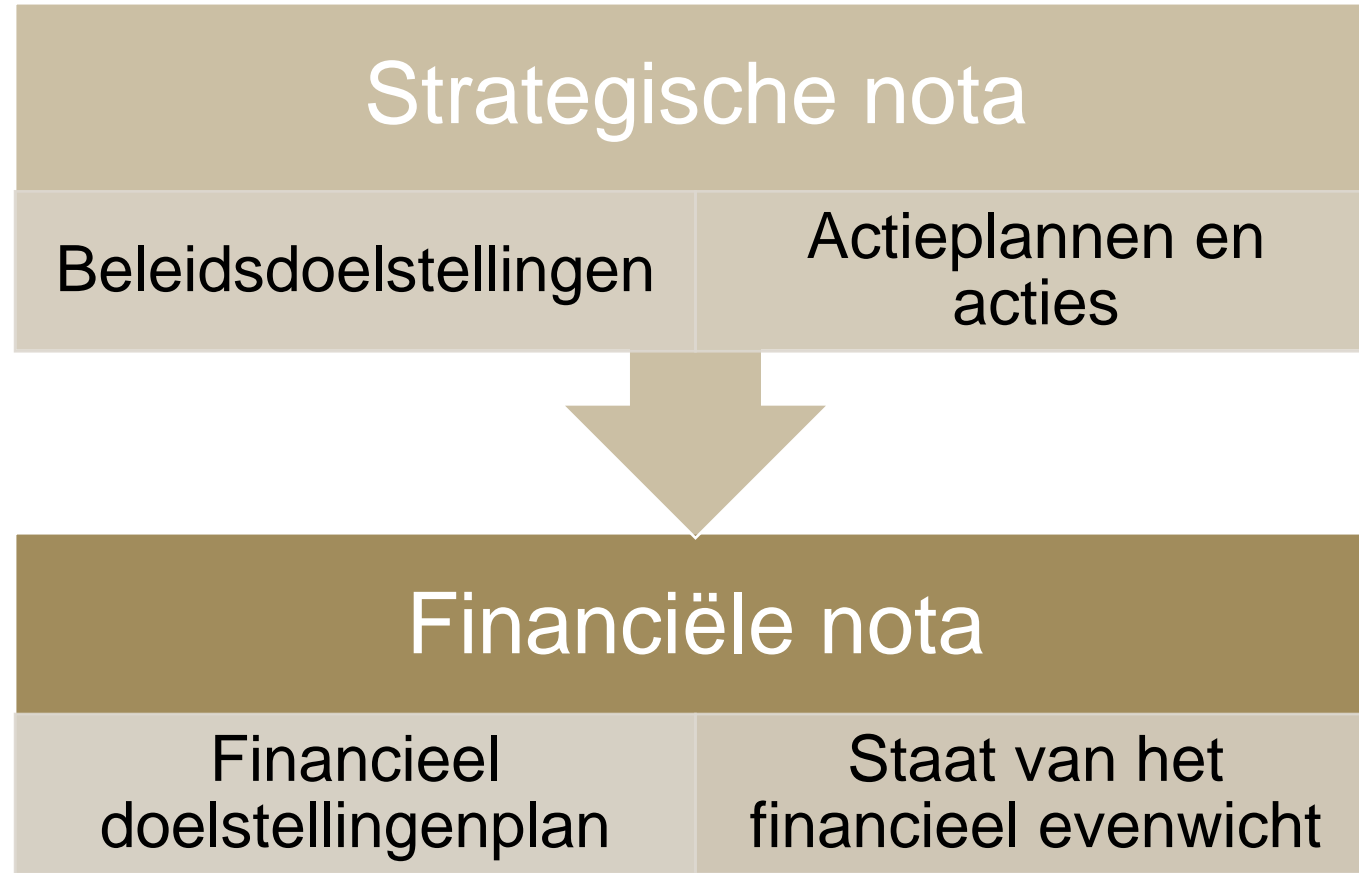 Strategische nota
Beleidsdoelstellingen
Actieplannen en
acties
Financiële nota
Financieel
doelstellingenplan
Staat van het
financieel evenwicht